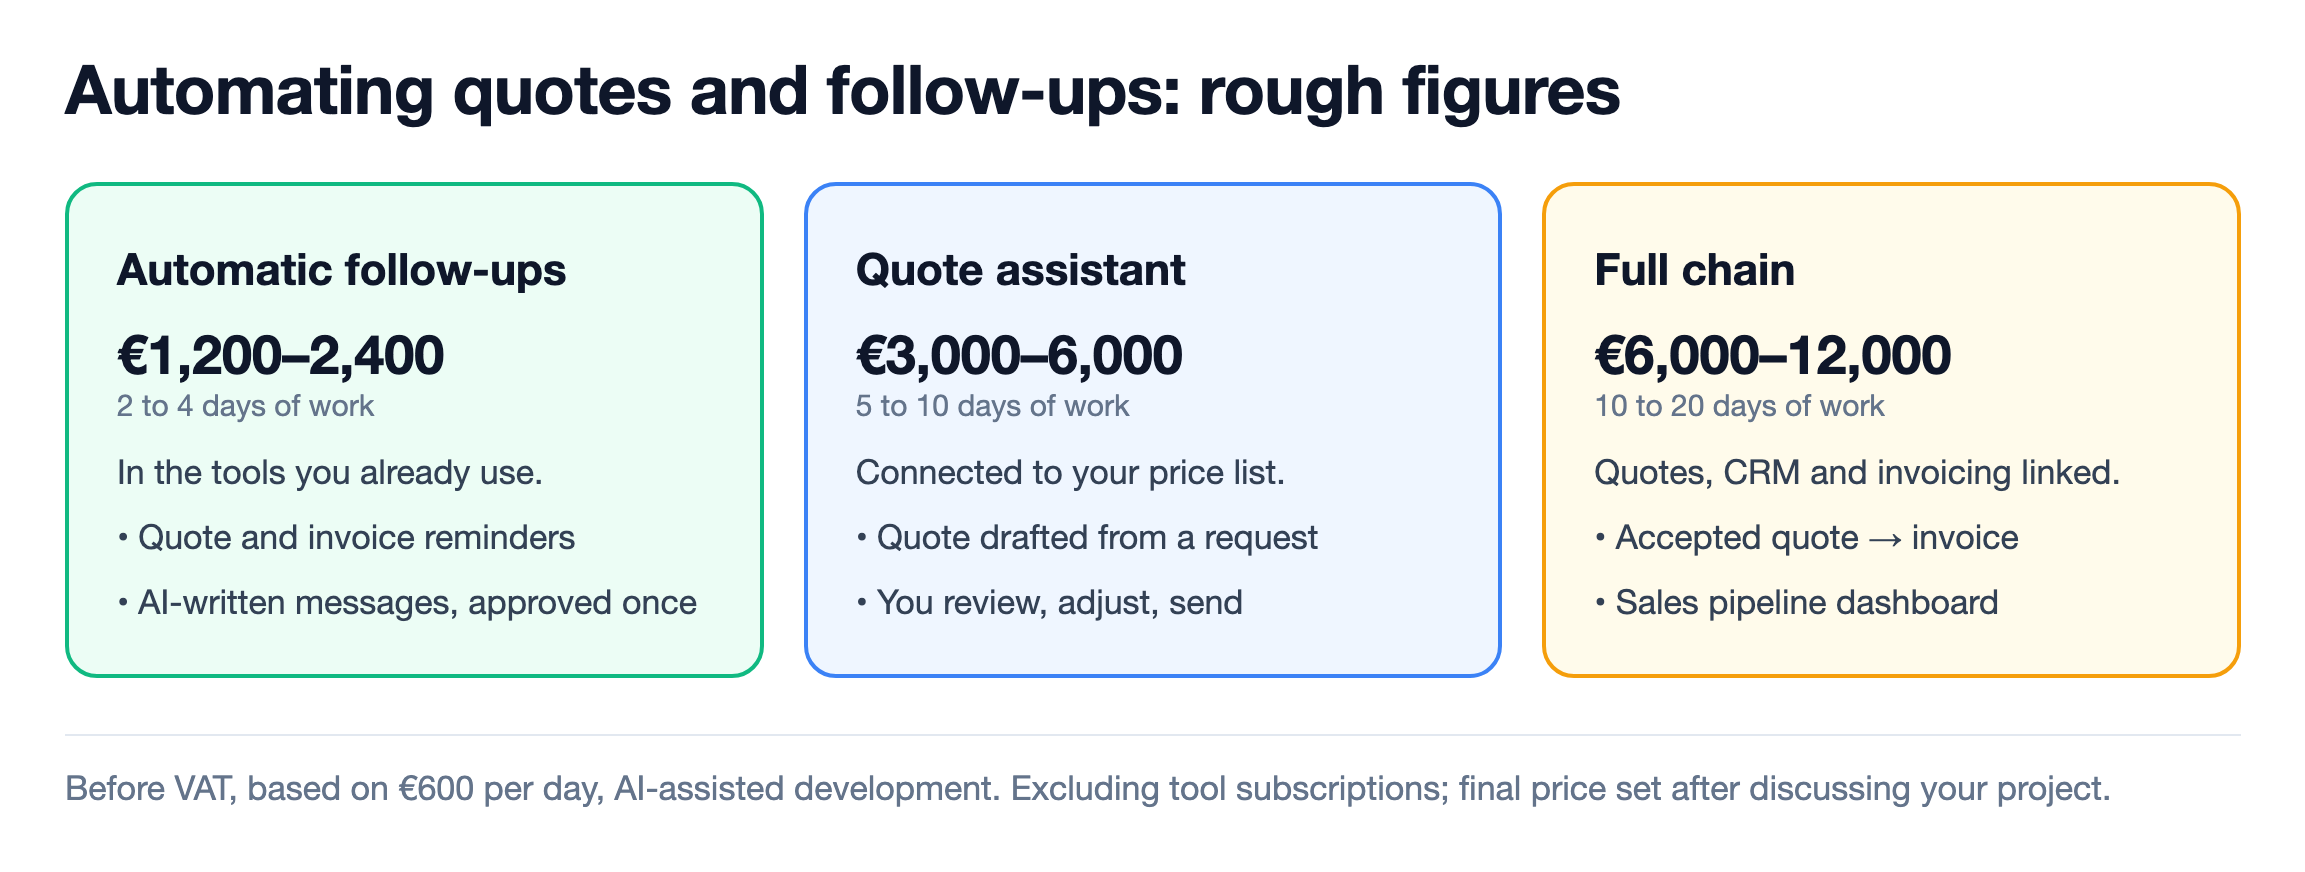 Automating quotes and follow-ups: rough figures
Automatic follow-ups
€1,200–2,400
2 to 4 days of work
In the tools you already use.
• Quote and invoice reminders
• AI-written messages, approved once
Quote assistant
€3,000–6,000
5 to 10 days of work
Connected to your price list.
• Quote drafted from a request
• You review, adjust, send
Full chain
€6,000–12,000
10 to 20 days of work
Quotes, CRM and invoicing linked.
• Accepted quote → invoice
• Sales pipeline dashboard
Before VAT, based on €600 per day, AI-assisted development. Excluding tool subscriptions; final price set after discussing your project.